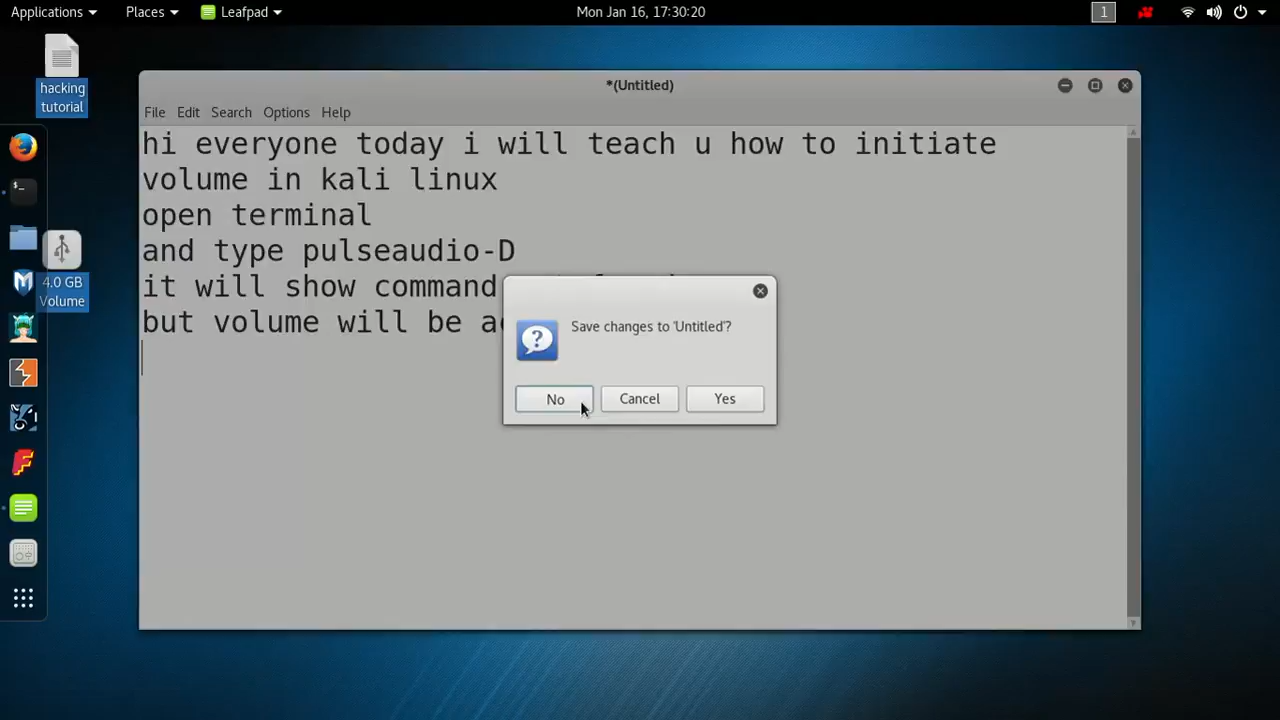 Applications Places Leafpad Mon Jan 16, 17:30:20 1
hacking
tutorial
*(Untitled)
File Edit Search Options Help
hi everyone today i will teach u how to initiate
volume in kali linux
open terminal
and type pulseaudio-D
it will show command
but volume will be
4.0 GB
Volume
Save changes to 'Untitled'?
No Cancel Yes